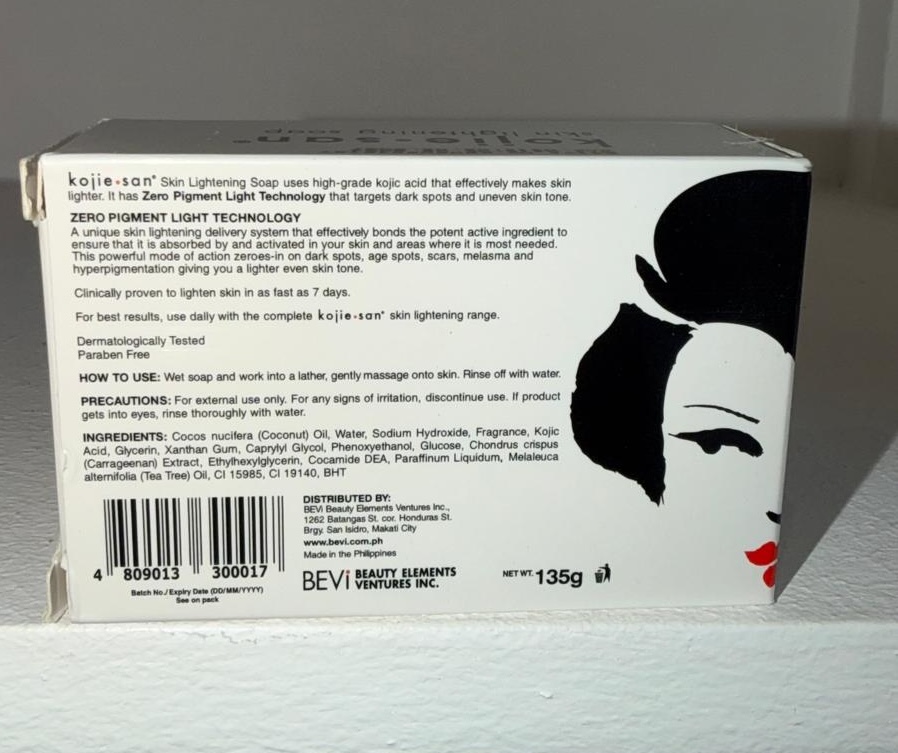 kojie•san® skin lightening soap
kojie•san® Skin Lightening Soap uses high-grade kojic acid that effectively makes skin
lighter. It has Zero Pigment Light Technology that targets dark spots and uneven skin tone.
ZERO PIGMENT LIGHT TECHNOLOGY
A unique skin lightening delivery system that effectively bonds the potent active ingredient to
ensure that it is absorbed by and activated in your skin and areas where it is most needed.
This powerful mode of action zeroes-in on dark spots, age spots, scars, melasma and
hyperpigmentation giving you a lighter even skin tone.
Clinically proven to lighten skin in as fast as 7 days.
For best results, use daily with the complete kojie•san® skin lightening range.
Dermatologically Tested
Paraben Free
HOW TO USE: Wet soap and work into a lather, gently massage onto skin. Rinse off with water.
PRECAUTIONS: For external use only. For any signs of irritation, discontinue use. If product
gets into eyes, rinse thoroughly with water.
INGREDIENTS: Cocos nucifera (Coconut) Oil, Water, Sodium Hydroxide, Fragrance, Kojic
Acid, Glycerin, Xanthan Gum, Caprylyl Glycol, Phenoxyethanol, Glucose, Chondrus crispus
(Carrageenan) Extract, Ethylhexylglycerin, Cocamide DEA, Paraffinum Liquidum, Melaleuca
alternifolia (Tea Tree) Oil, CI 15985, CI 19140, BHT
DISTRIBUTED BY:
BEVi Beauty Elements Ventures Inc.,
1262 Batangas St. cor. Honduras St.
Brgy. San Isidro, Makati City
www.bevi.com.ph
Made in the Philippines
4 809013 300017
Batch No./Expiry Date (DD/MM/YYYY)
See on pack
BEVi BEAUTY ELEMENTS
VENTURES INC.
NET WT. 135g